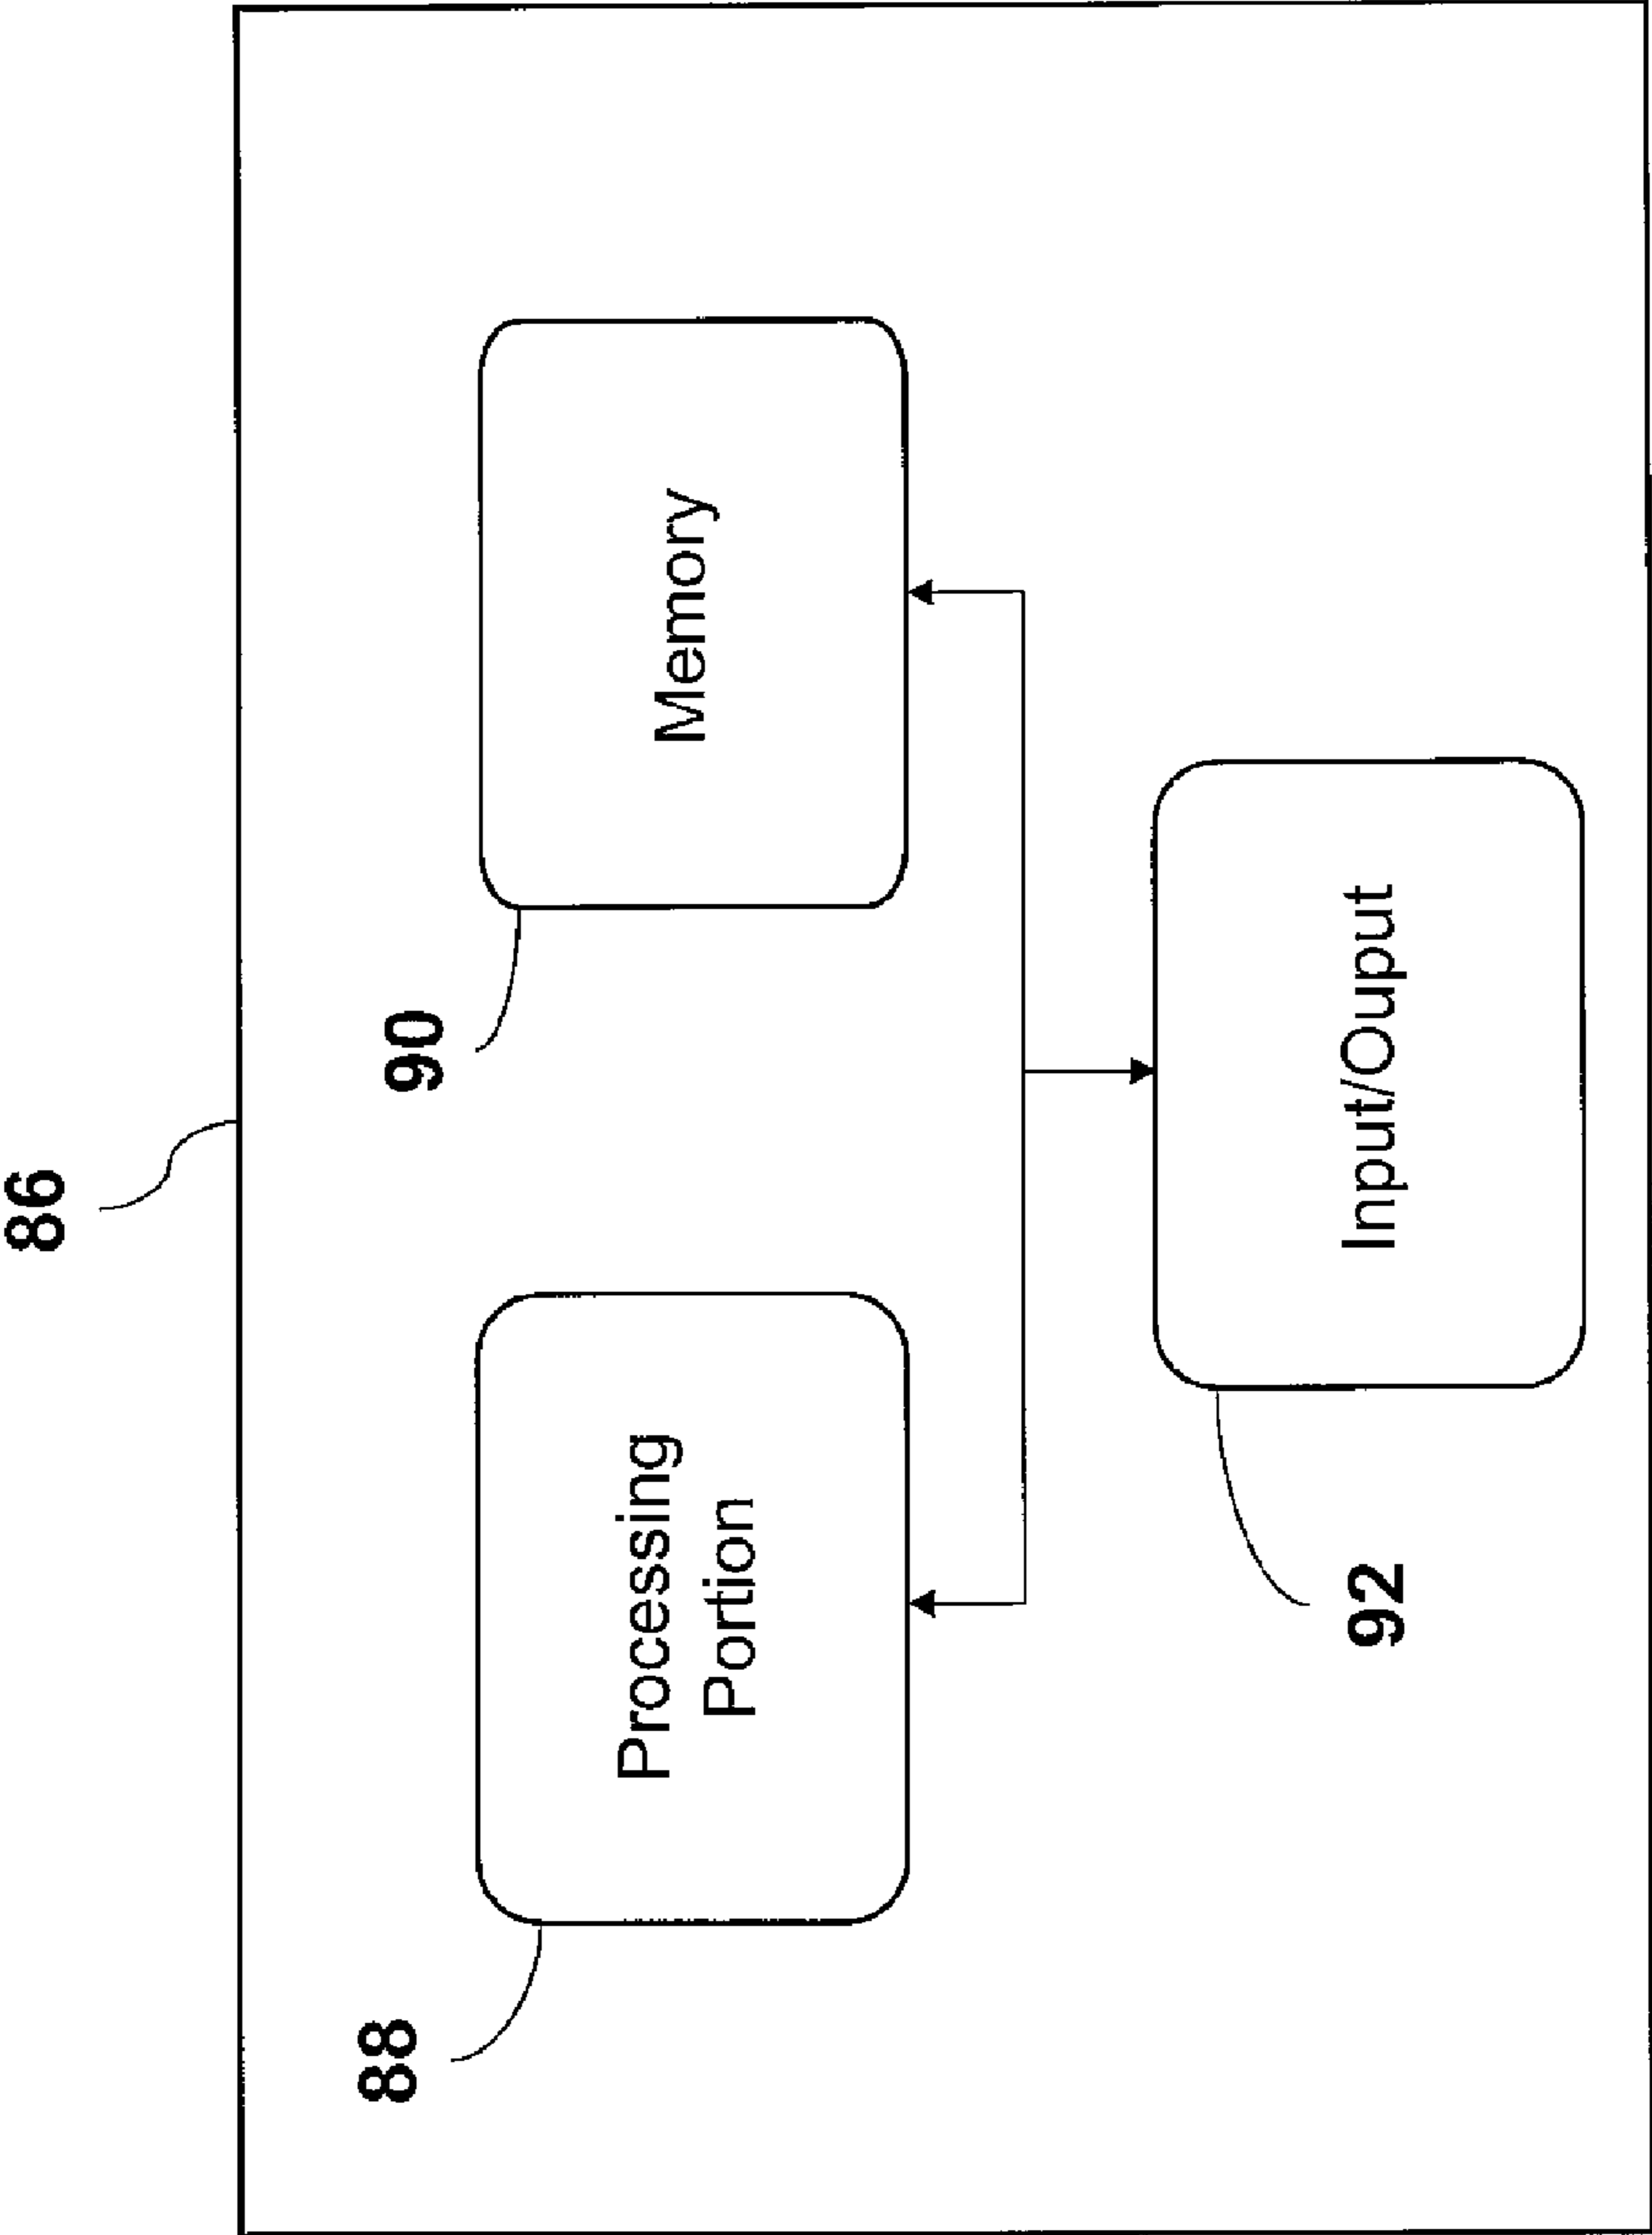 86
88
Processing
Portion
90
Memory
92
Input/Ouput